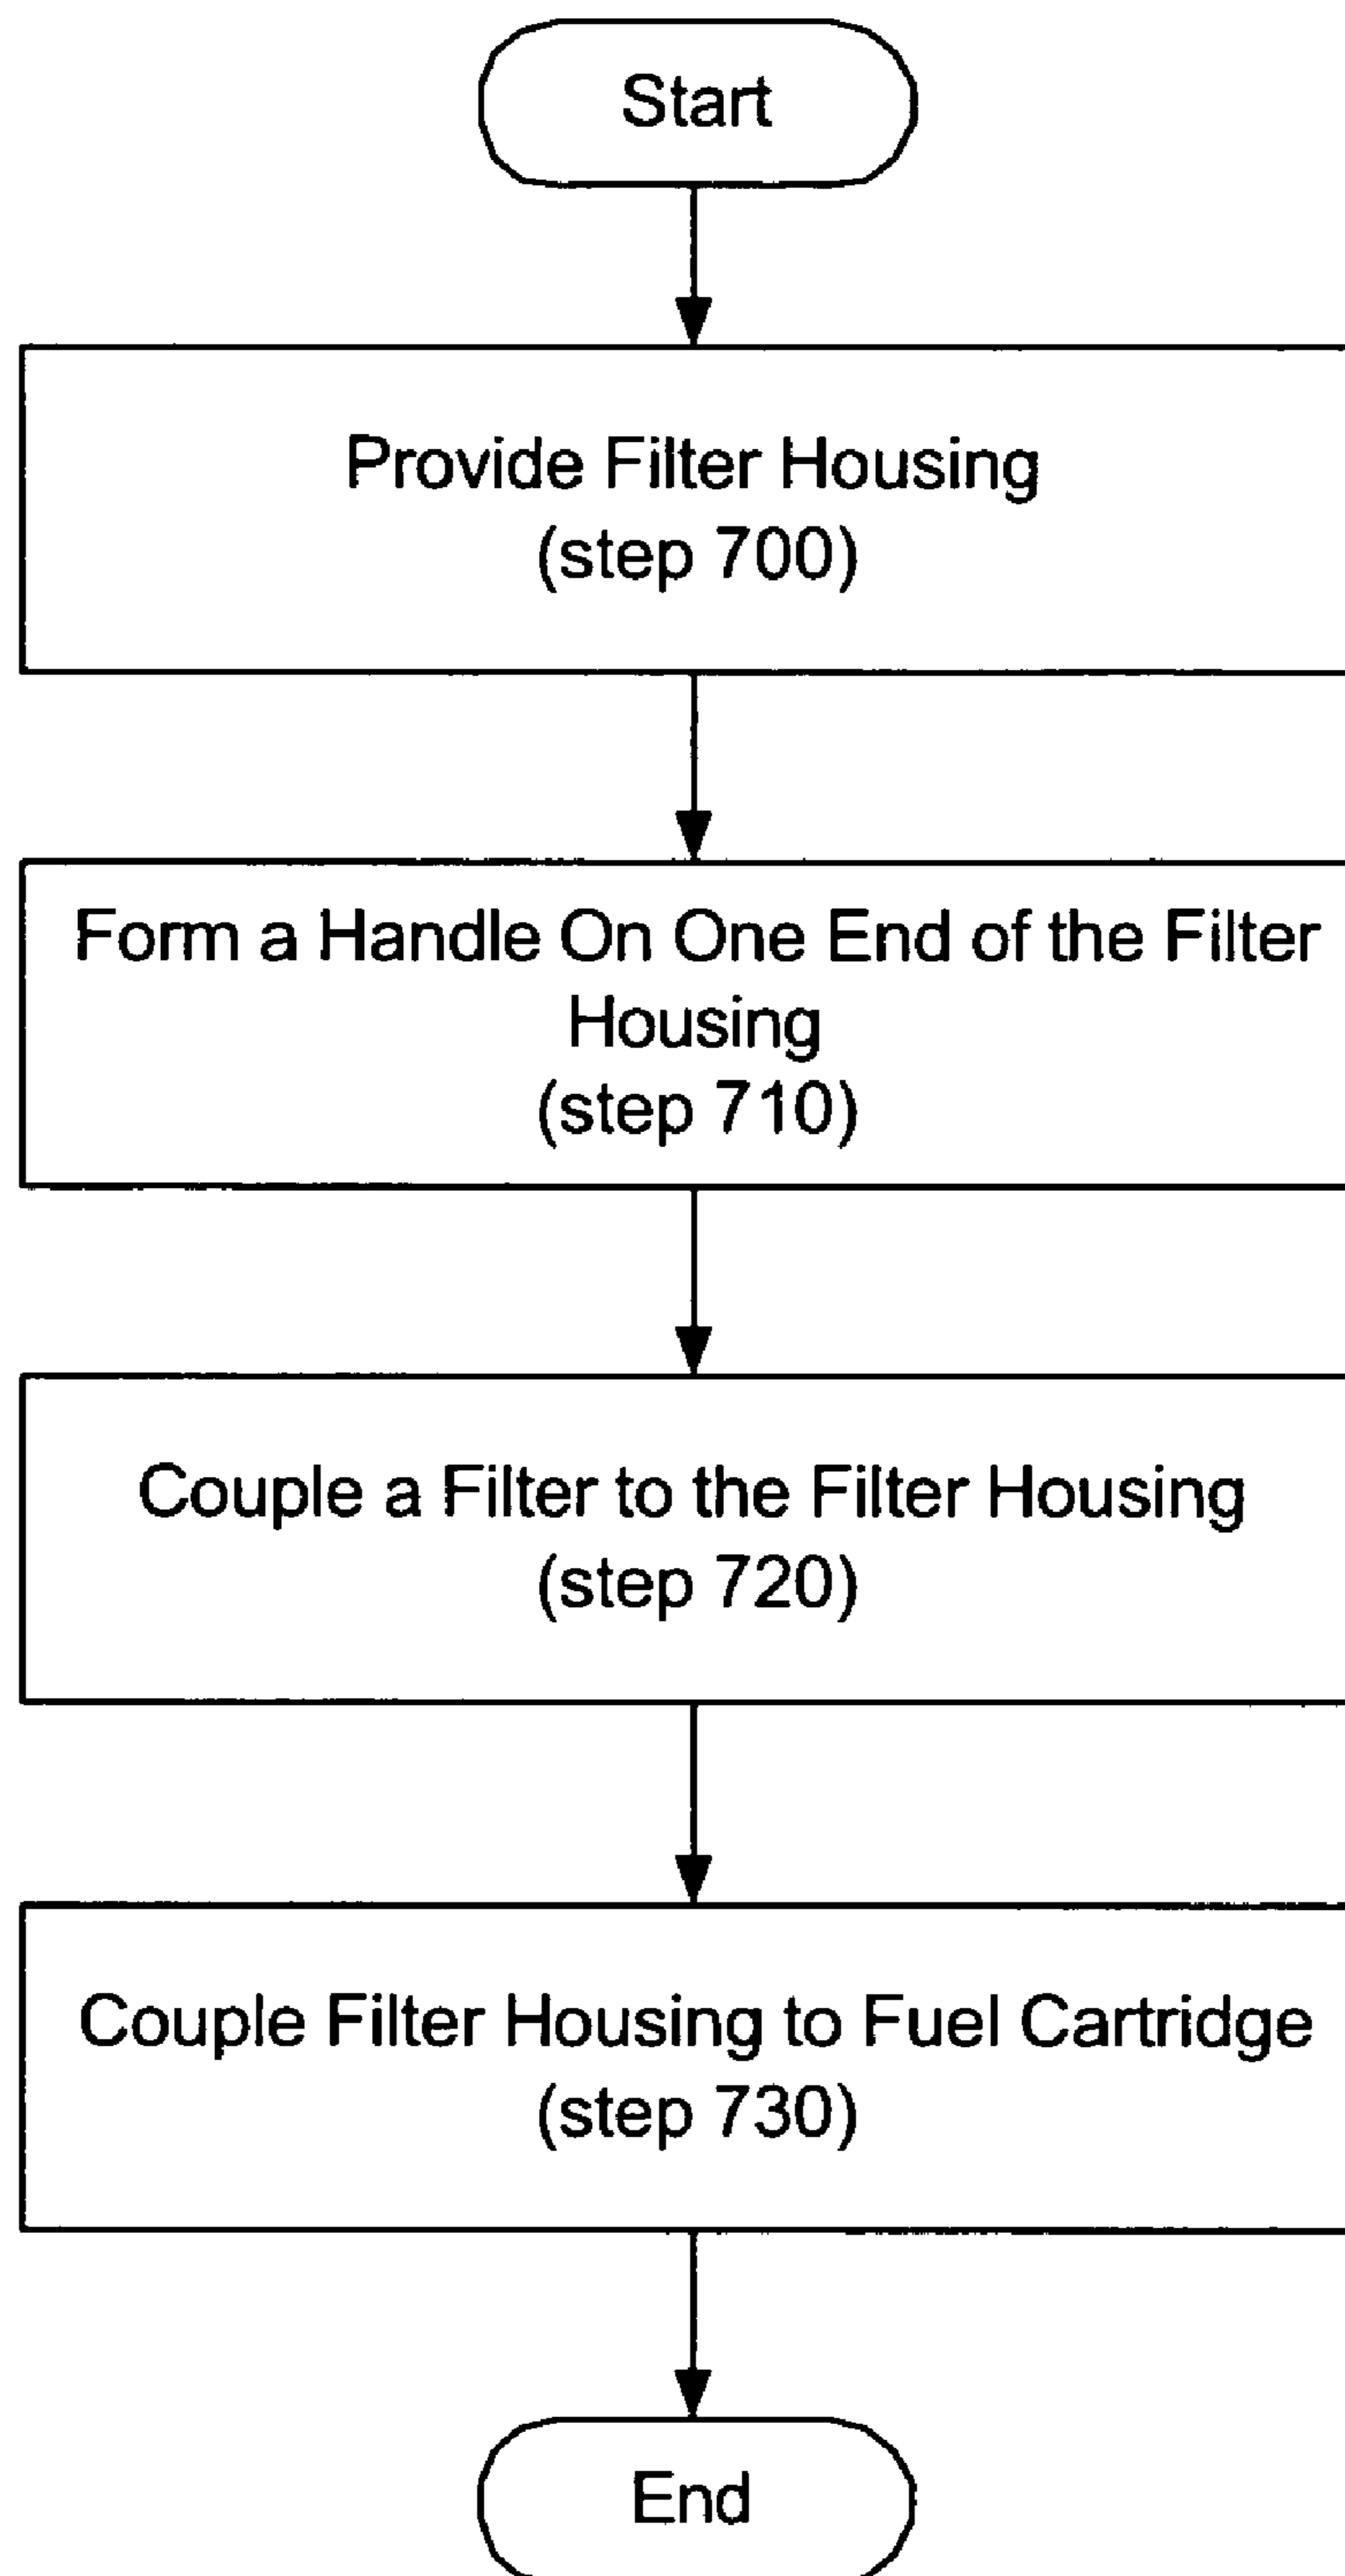 Start
Provide Filter Housing
(step 700)
Form a Handle On One End of the Filter
Housing
(step 710)
Couple a Filter to the Filter Housing
(step 720)
Couple Filter Housing to Fuel Cartridge
(step 730)
End